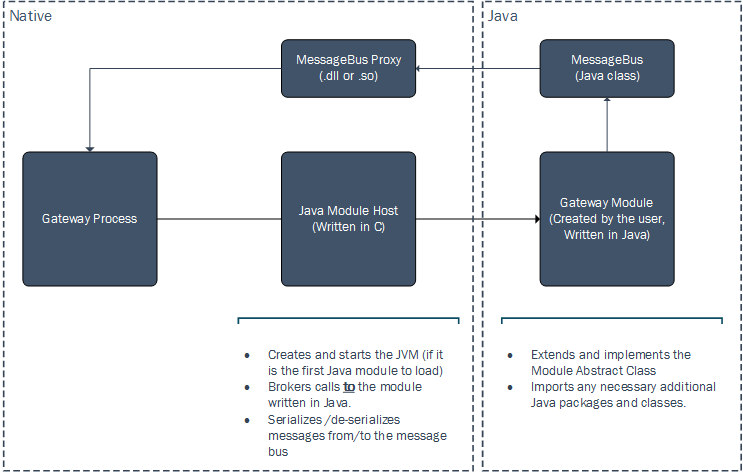 Native
Java
MessageBus Proxy
(.dll or .so)
MessageBus
(Java class)
Gateway Process
Java Module Host
(Written in C)
Gateway Module
(Created by the user,
Written in Java)
• Creates and starts the JVM (if it
is the first Java module to load)
• Brokers calls to the module
written in Java.
• Serializes/de-serializes
messages from/to the message
bus
• Extends and implements the
Module Abstract Class
• Imports any necessary additional
Java packages and classes.